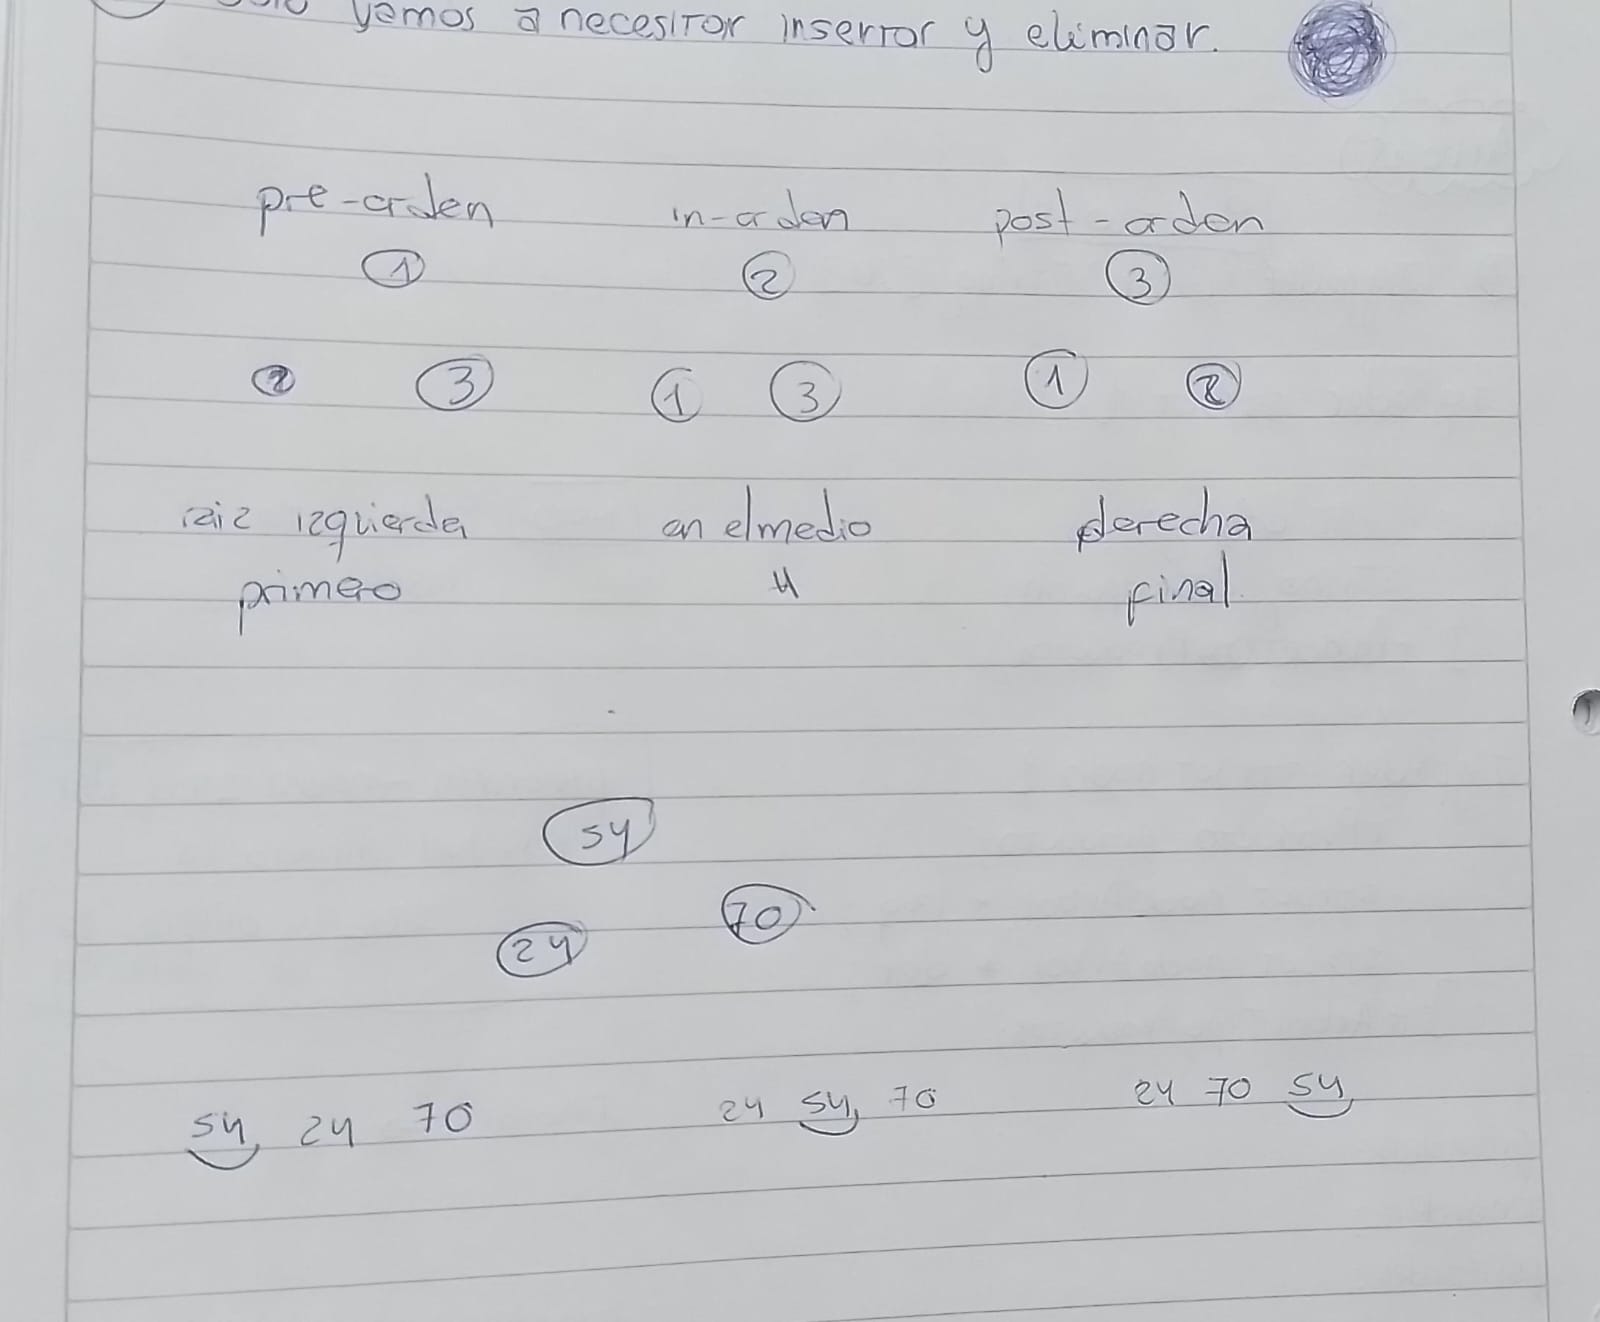 vamos a necesitar insertar y eliminar.
pre-orden in-orden post-orden
1 2 3
2 3 1 3 1 2
raiz izquierda en el medio derecha
primero final
54
70
24
54 24 70 24 54 70 24 70 54